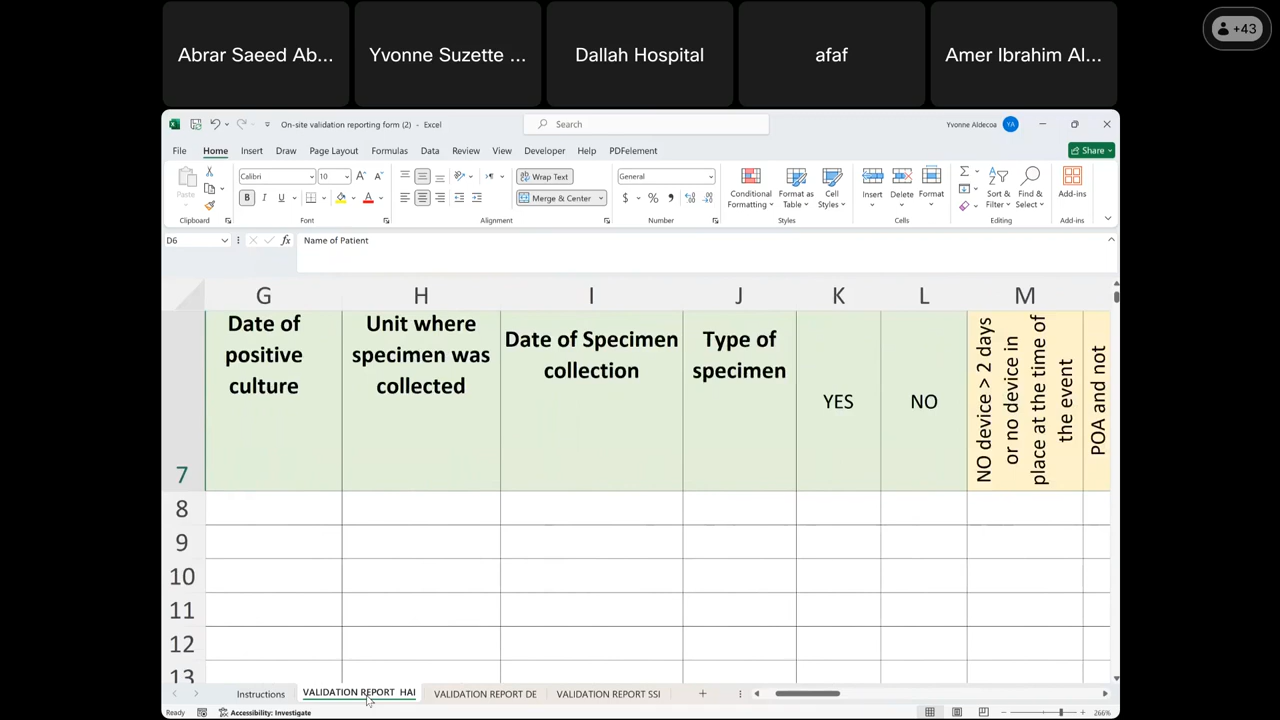 Abrar Saeed Ab...
Yvonne Suzette ...
Dallah Hospital
afaf
Amer Ibrahim Al...
+43
On-site validation reporting form (2) - Excel
Search
Yvonne Aldecoa
YA
File
Home
Insert
Draw
Page Layout
Formulas
Data
Review
View
Developer
Help
PDFelement
Share
Paste
Clipboard
Calibri
10
B
I
U
Font
Wrap Text
Merge & Center
Alignment
General
$
%
Number
Conditional
Formatting
Format as
Table
Cell
Styles
Styles
Insert
Delete
Format
Cells
Sort &
Filter
Find &
Select
Editing
Add-ins
Add-ins
D6
fx
Name of Patient
G
H
I
J
K
L
M
7
Date of
positive
culture
Unit where
specimen was
collected
Date of Specimen
collection
Type of
specimen
YES
NO
NO device > 2 days
or no device in
place at the time of
the event
POA and not
8
9
10
11
12
13
Instructions
VALIDATION REPORT HAI
VALIDATION REPORT DE
VALIDATION REPORT SSI
Ready
Accessibility: Investigate
266%